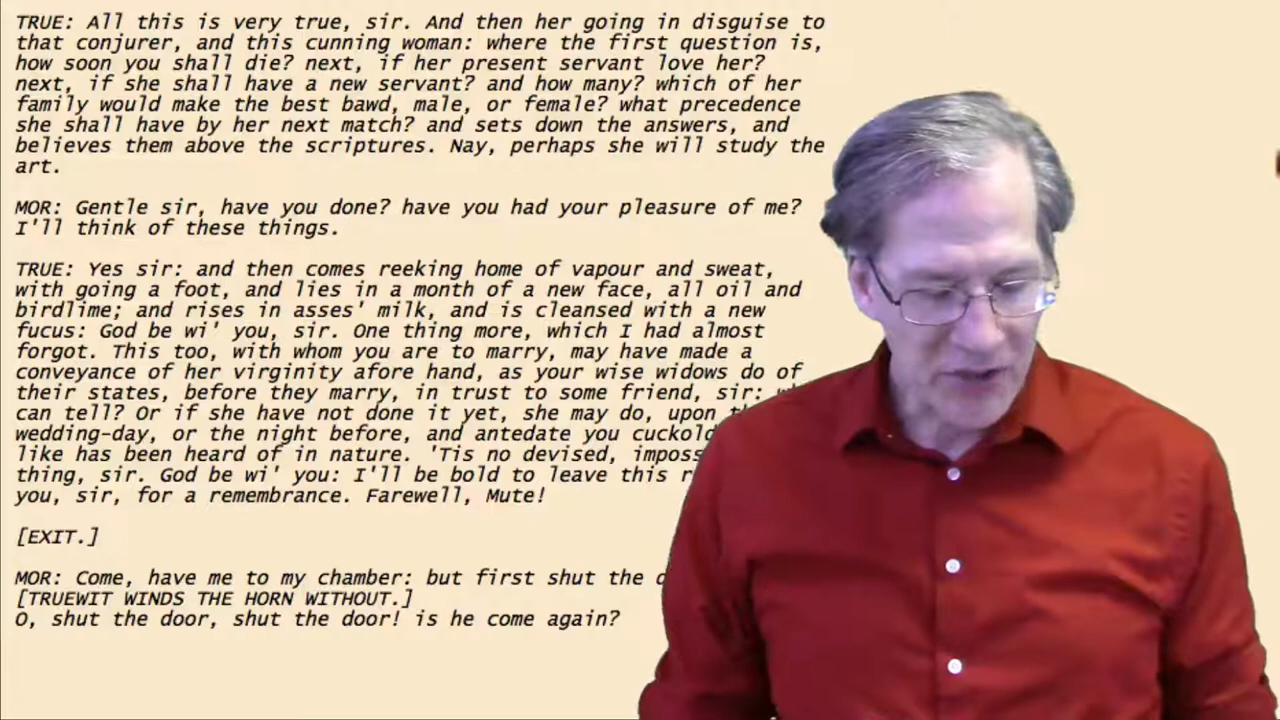 TRUE: All this is very true, sir. And then her going in disguise to
that conjurer, and this cunning woman: where the first question is,
how soon you shall die? next, if her present servant love her?
next, if she shall have a new servant? and how many? which of her
family would make the best bawd, male, or female? what precedence
she shall have by her next match? and sets down the answers, and
believes them above the scriptures. Nay, perhaps she will study the
art.
MOR: Gentle sir, have you done? have you had your pleasure of me?
I'll think of these things.
TRUE: Yes sir: and then comes reeking home of vapour and sweat,
with going a foot, and lies in a month of a new face, all oil and
birdlime; and rises in asses' milk, and is cleansed with a new
fucus: God be wi' you, sir. One thing more, which I had almost
forgot. This too, with whom you are to marry, may have made a
conveyance of her virginity afore hand, as your wise widows do of
their states, before they marry, in trust to some friend, sir:
can tell? Or if she have not done it yet, she may do, upon
wedding-day, or the night before, and antedate you cuckold
like has been heard of in nature. 'Tis no devised,
thing, sir. God be wi' you: I'll be bold to leave this
you, sir, for a remembrance. Farewell, Mute!
[EXIT.]
MOR: Come, have me to my chamber: but first shut the
[TRUEWIT WINDS THE HORN WITHOUT.]
O, shut the door, shut the door! is he come again?